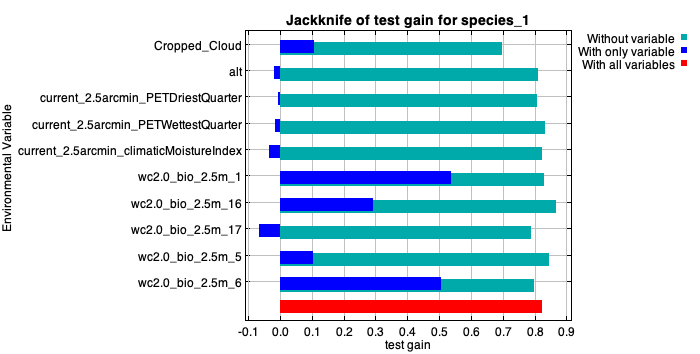 Jackknife of test gain for species_1
Without variable
With only variable
With all variables
Environmental Variable
Cropped_Cloud
alt
current_2.5arcmin_PETDriestQuarter
current_2.5arcmin_PETWettestQuarter
current_2.5arcmin_climaticMoistureIndex
wc2.0_bio_2.5m_1
wc2.0_bio_2.5m_16
wc2.0_bio_2.5m_17
wc2.0_bio_2.5m_5
wc2.0_bio_2.5m_6
-0.1 0.0 0.1 0.2 0.3 0.4 0.5 0.6 0.7 0.8 0.9
test gain